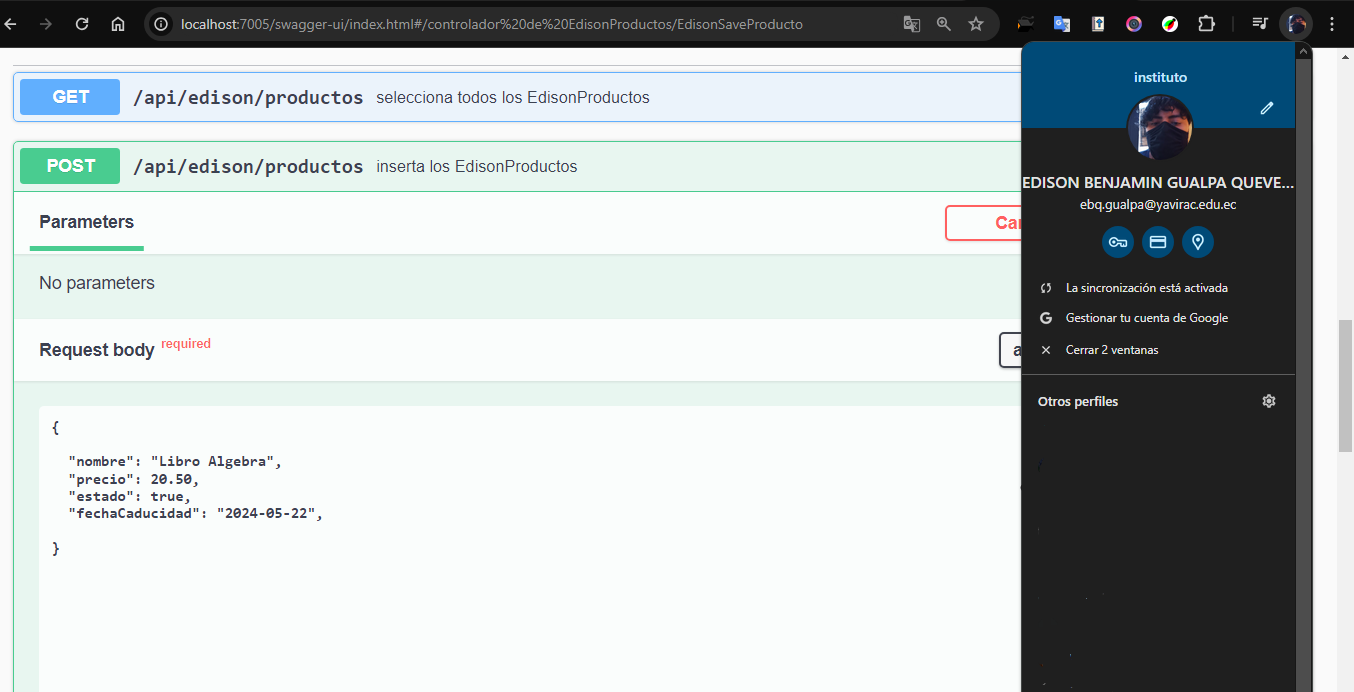 localhost:7005/swagger-ui/index.html#/controlador%20de%20EdisonProductos/EdisonSaveProducto
GET /api/edison/productos selecciona todos los EdisonProductos
POST /api/edison/productos inserta los EdisonProductos
Parameters
No parameters
Request body required
{
"nombre": "Libro Algebra",
"precio": 20.50,
"estado": true,
"fechaCaducidad": "2024-05-22",
}
instituto
EDISON BENJAMIN GUALPA QUEVE...
ebq.gualpa@yavirac.edu.ec
La sincronización está activada
G Gestionar tu cuenta de Google
Cerrar 2 ventanas
Otros perfiles